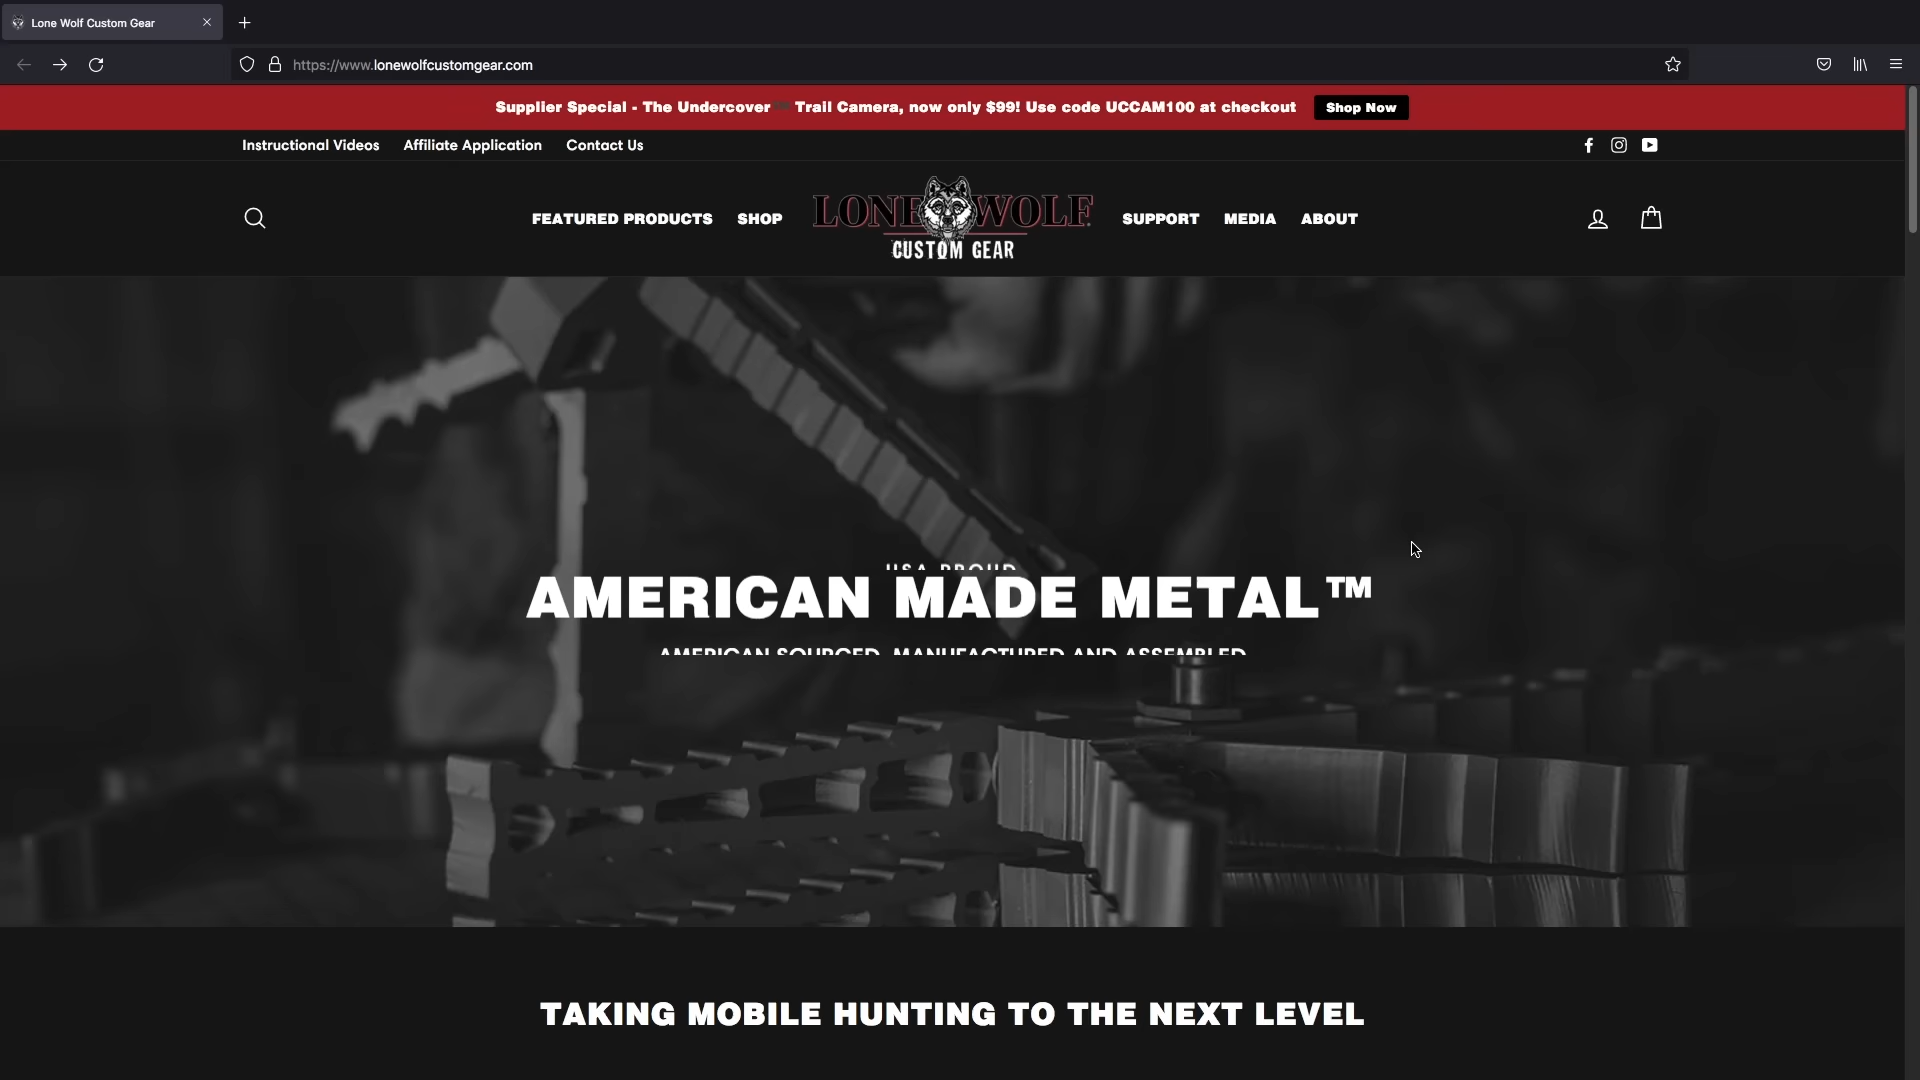 Lone Wolf Custom Gear
https://www.lonewolfcustomgear.com
Supplier Special - The Undercover™ Trail Camera, now only $99! Use code UCCAM100 at checkout Shop Now
Instructional Videos Affiliate Application Contact Us
FEATURED PRODUCTS SHOP LONE WOLF CUSTOM GEAR SUPPORT MEDIA ABOUT
USA PROUD
AMERICAN MADE METAL™
AMERICAN SOURCED, MANUFACTURED AND ASSEMBLED
TAKING MOBILE HUNTING TO THE NEXT LEVEL